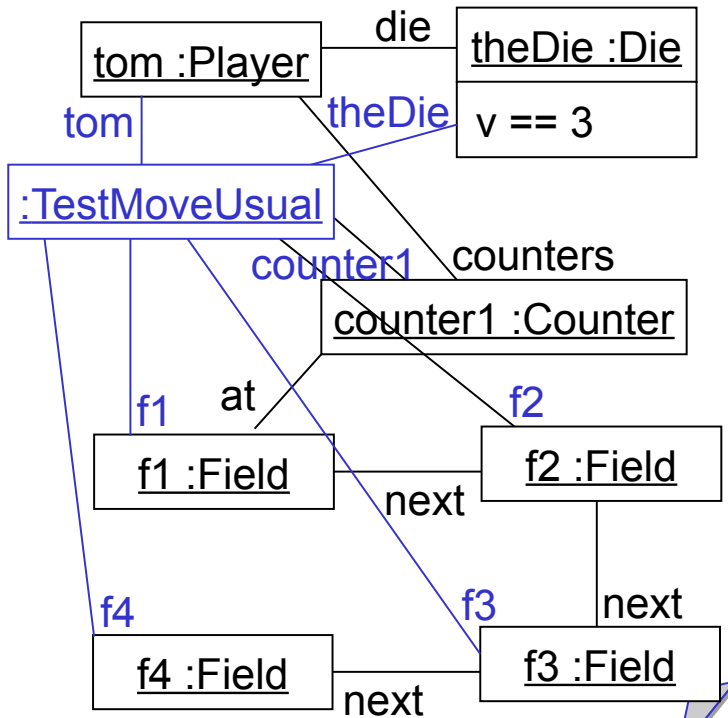 die
tom :Player
theDie :Die
tom
theDie
v == 3
:TestMoveUsual
counter1
counters
counter1 :Counter
f1
at
f2
f1 :Field
next
f2 :Field
f4
f3
next
f4 :Field
next
f3 :Field